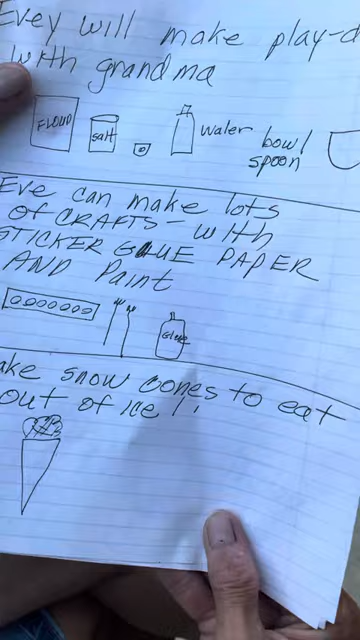 Evey will make play-d
with grandma
FLOUD
salt
water
bowl
spoon
Eve can make lots
of CRAFTS - with
STICKER GLUE PAPER
AND Paint
Glue
ake snow cones to eat
out of ice!!